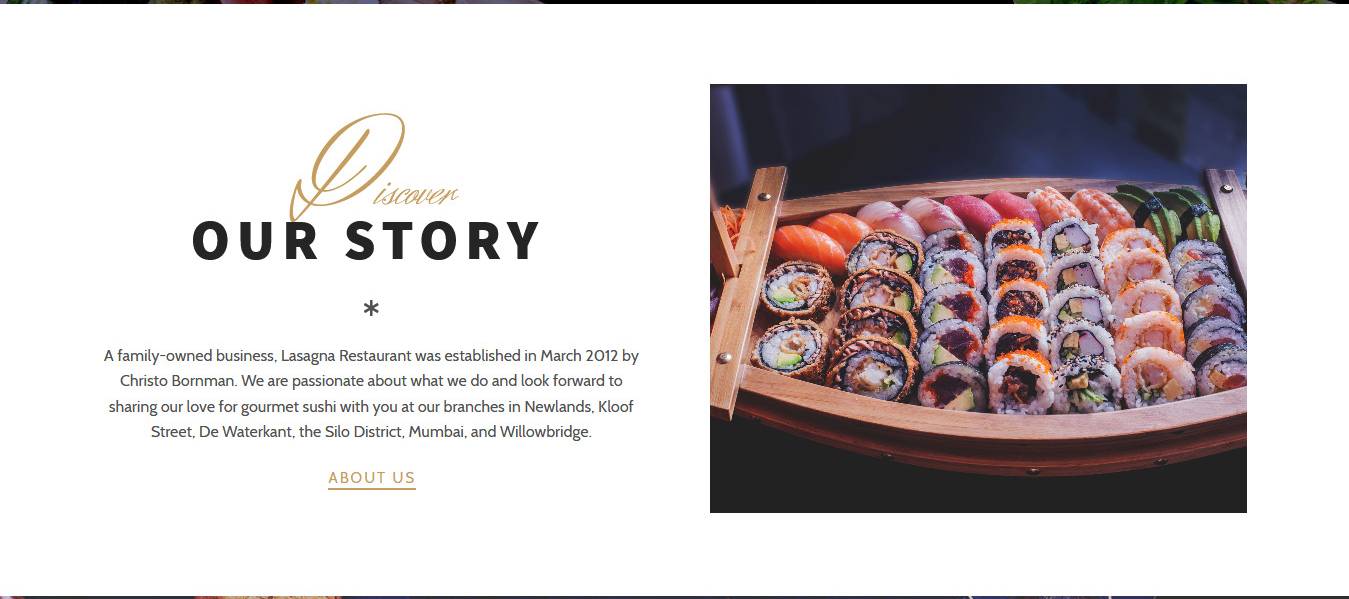 Discover
OUR STORY
*
A family-owned business, Lasagna Restaurant was established in March 2012 by
Christo Bornman. We are passionate about what we do and look forward to
sharing our love for gourmet sushi with you at our branches in Newlands, Kloof
Street, De Waterkant, the Silo District, Mumbai, and Willowbridge.
ABOUT US